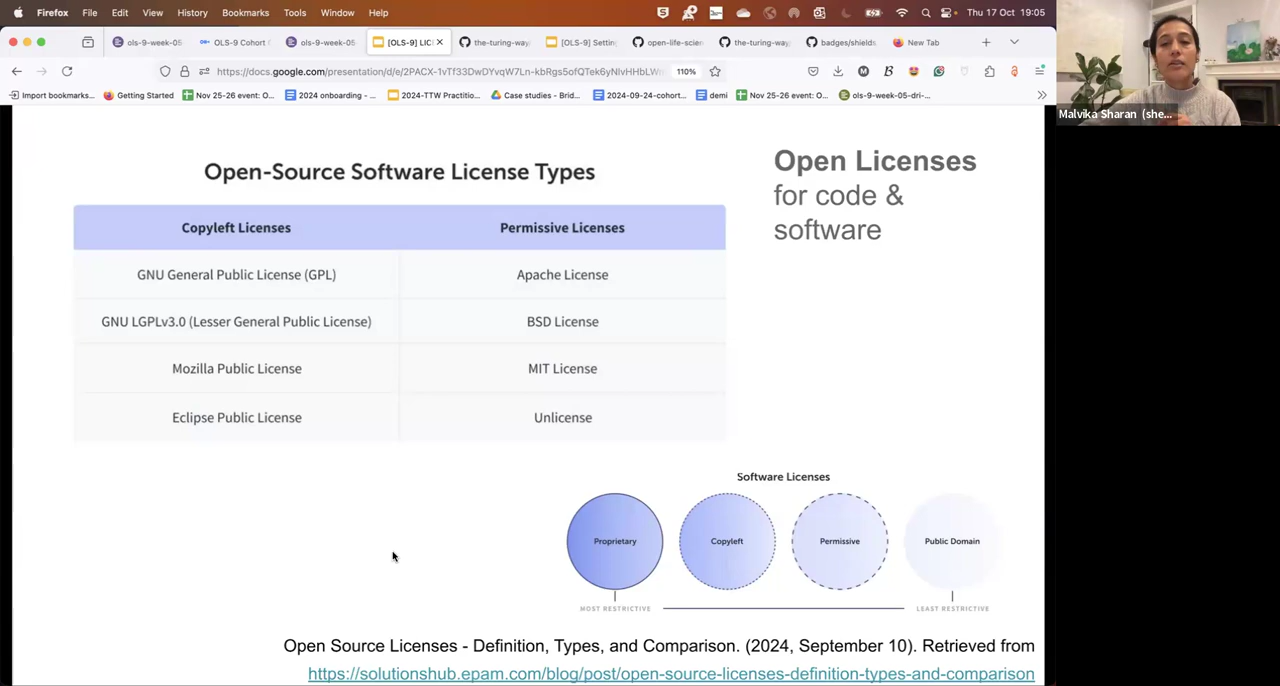 Firefox File Edit View History Bookmarks Tools Window Help Thu 17 Oct 19:05
ols-9-week-05 OLS-9 Cohort ols-9-week-05 [OLS-9] LIC the-turing-way [OLS-9] Settin open-life-scien the-turing-way badges/shields. New Tab
https://docs.google.com/presentation/d/e/2PACX-1vTf33DwDYvqW7Ln-kbRgs5ofQTek6yNlvHHbLW 110%
Import bookmarks... Getting Started Nov 25-26 event: O... 2024 onboarding - ... 2024-TTW Practitio... Case studies - Brid... 2024-09-24-cohort... demi Nov 25-26 event: O... ols-9-week-05-dri-...
Malvika Sharan (she...
Open-Source Software License Types
Copyleft Licenses Permissive Licenses
GNU General Public License (GPL) Apache License
GNU LGPLv3.0 (Lesser General Public License) BSD License
Mozilla Public License MIT License
Eclipse Public License Unlicense
Open Licenses
for code &
software
Software Licenses
Proprietary Copyleft Permissive Public Domain
MOST RESTRICTIVE LEAST RESTRICTIVE
Open Source Licenses - Definition, Types, and Comparison. (2024, September 10). Retrieved from
https://solutionshub.epam.com/blog/post/open-source-licenses-definition-types-and-comparison